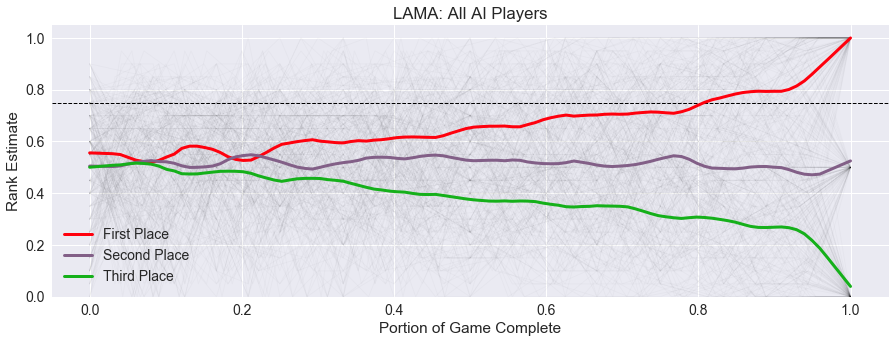 LAMA: All AI Players
1.0
0.8
0.6
0.4
0.2
0.0
Rank Estimate
First Place
Second Place
Third Place
0.0 0.2 0.4 0.6 0.8 1.0
Portion of Game Complete